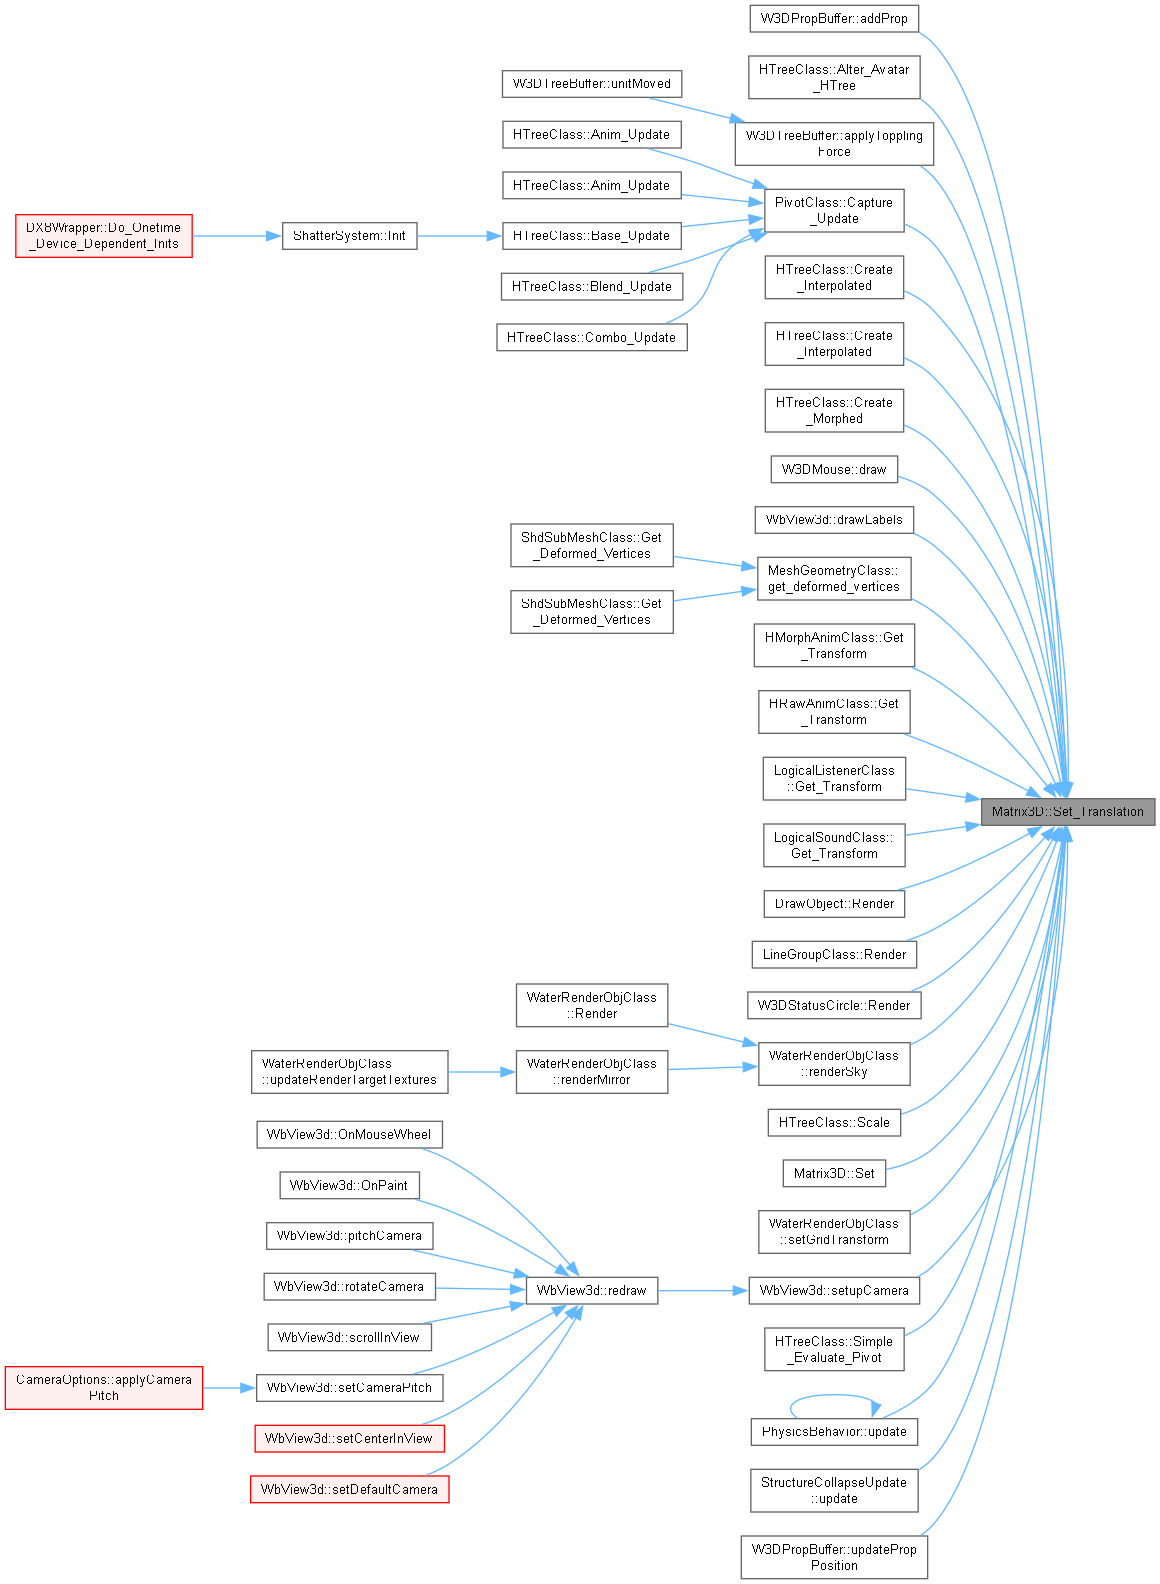 W3DPropBuffer::addProp
HTreeClass::Alter_Avatar
_HTree
W3DTreeBuffer::unitMoved
W3DTreeBuffer::applyToppling
Force
HTreeClass::Anim_Update
HTreeClass::Anim_Update
PivotClass::Capture
_Update
DX8Wrapper::Do_Onetime
_Device_Dependent_Inits
ShatterSystem::Init
HTreeClass::Base_Update
HTreeClass::Create
_Interpolated
HTreeClass::Blend_Update
HTreeClass::Combo_Update
HTreeClass::Create
_Interpolated
HTreeClass::Create
_Morphed
W3DMouse::draw
WbView3d::drawLabels
ShdSubMeshClass::Get
_Deformed_Vertices
MeshGeometryClass::
get_deformed_vertices
ShdSubMeshClass::Get
_Deformed_Vertices
HMorphAnimClass::Get
_Transform
HRawAnimClass::Get
_Transform
LogicalListenerClass
::Get_Transform
Matrix3D::Set_Translation
LogicalSoundClass::
Get_Transform
DrawObject::Render
LineGroupClass::Render
WaterRenderObjClass
::Render
W3DStatusCircle::Render
WaterRenderObjClass
::updateRenderTargetTextures
WaterRenderObjClass
::renderMirror
WaterRenderObjClass
::renderSky
HTreeClass::Scale
WbView3d::OnMouseWheel
Matrix3D::Set
WbView3d::OnPaint
WaterRenderObjClass
::setGridTransform
WbView3d::pitchCamera
WbView3d::rotateCamera
WbView3d::redraw
WbView3d::setupCamera
WbView3d::scrollInView
HTreeClass::Simple
_Evaluate_Pivot
CameraOptions::applyCamera
Pitch
WbView3d::setCameraPitch
WbView3d::setCenterInView
PhysicsBehavior::update
WbView3d::setDefaultCamera
StructureCollapseUpdate
::update
W3DPropBuffer::updateProp
Position